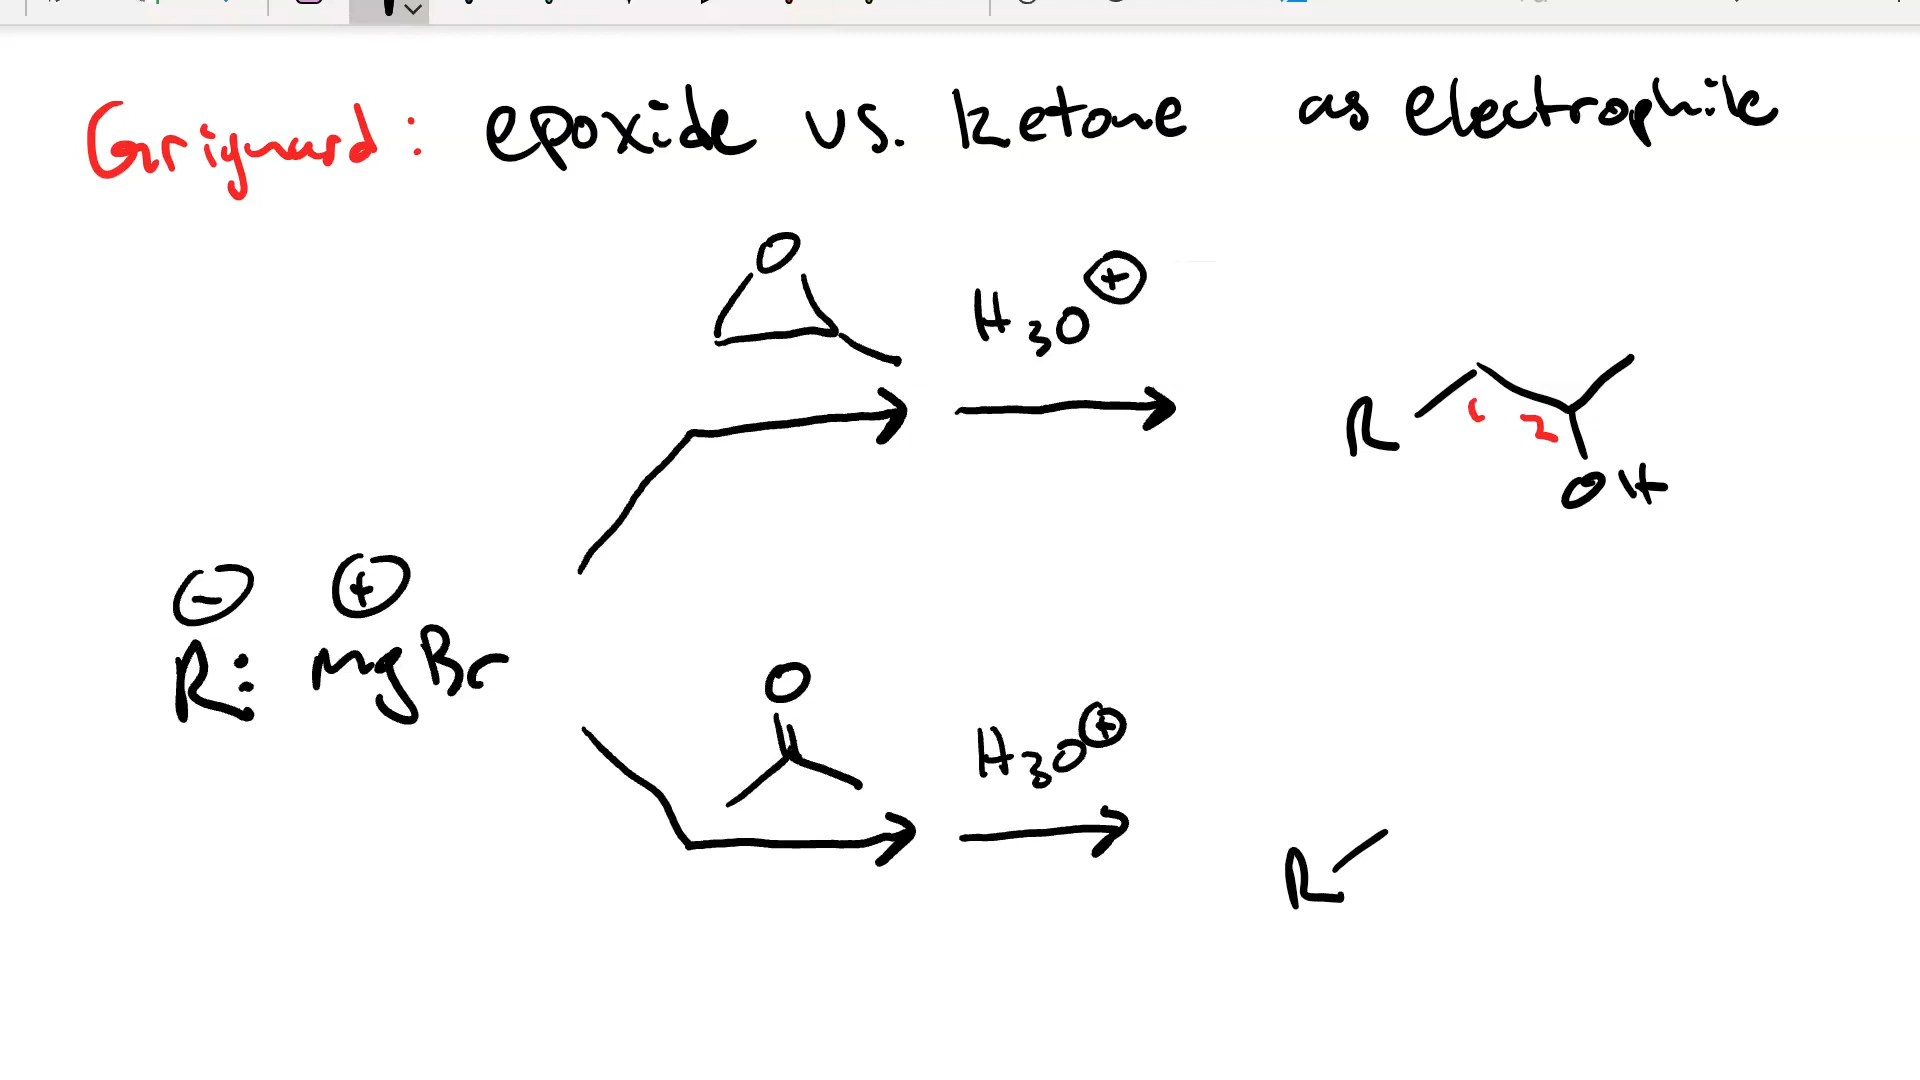 Grignard: epoxide vs. ketone as electrophile
O
H3O⊕
R 1 2
OH
⊖ ⊕
R: MgBr
O
H3O⊕
R